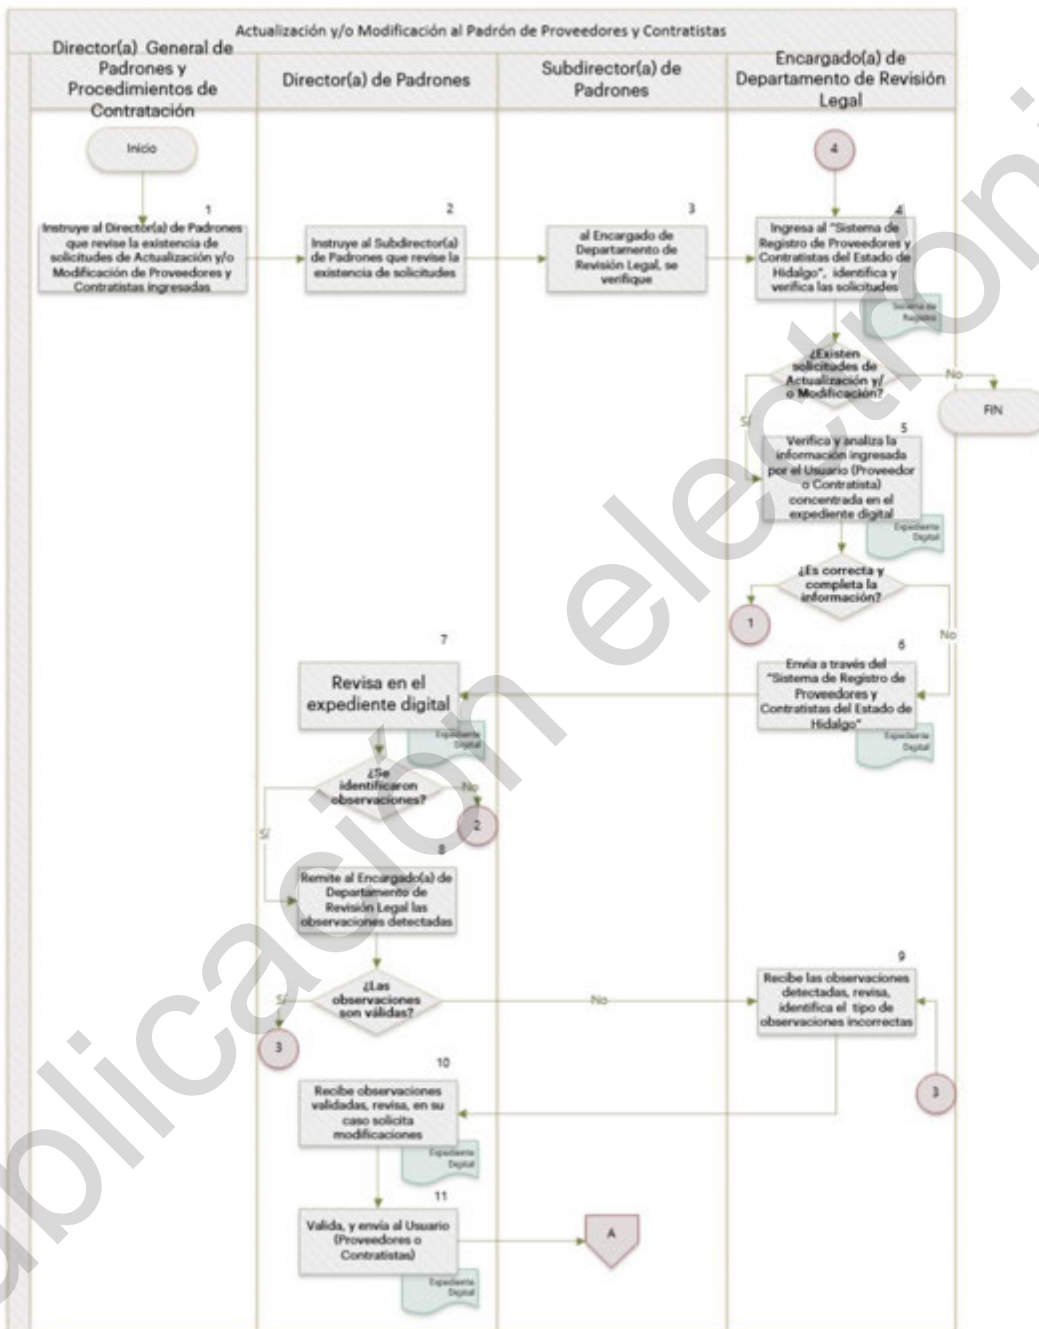 Actualización y/o Modificación al Padrón de Proveedores y Contratistas
Director(a) General de
Padrones y
Procedimientos de
Contratación
Director(a) de Padrones
Subdirector(a) de
Padrones
Encargado(a) de
Departamento de Revisión
Legal
Inicio
4
1
Instruye al Director(a) de Padrones
que revise la existencia de
solicitudes de Actualización y/o
Modificación de Proveedores y
Contratistas ingresadas
2
Instruye al Subdirector(a)
de Padrones que revise la
existencia de solicitudes
3
al Encargado de
Departamento de
Revisión Legal, se
verifique
4
Ingresa al "Sistema de
Registro de Proveedores y
Contratistas del Estado de
Hidalgo", identifica y
verifica las solicitudes
Sistema de
Registro
¿Existen
solicitudes de
Actualización y/
o Modificación?
No
FIN
Sí
5
Verifica y analiza la
información ingresada
por el Usuario (Proveedor
o Contratista)
concentrada en el
expediente digital
Expediente
Digital
¿Es correcta y
completa la
información?
1
No
6
Envía a través del
"Sistema de Registro de
Proveedores y
Contratistas del Estado de
Hidalgo"
Expediente
Digital
7
Revisa en el
expediente digital
Expediente
Digital
¿Se
identificaron
observaciones?
No
2
Sí
8
Remite al Encargado(a) de
Departamento de
Revisión Legal las
observaciones detectadas
¿Las
observaciones
son válidas?
Sí
3
No
9
Recibe las observaciones
detectadas, revisa,
identifica el tipo de
observaciones incorrectas
3
10
Recibe observaciones
validadas, revisa, en su
caso solicita
modificaciones
Expediente
Digital
11
Valida, y envía al Usuario
(Proveedores o
Contratistas)
Expediente
Digital
A
ublicación electróni